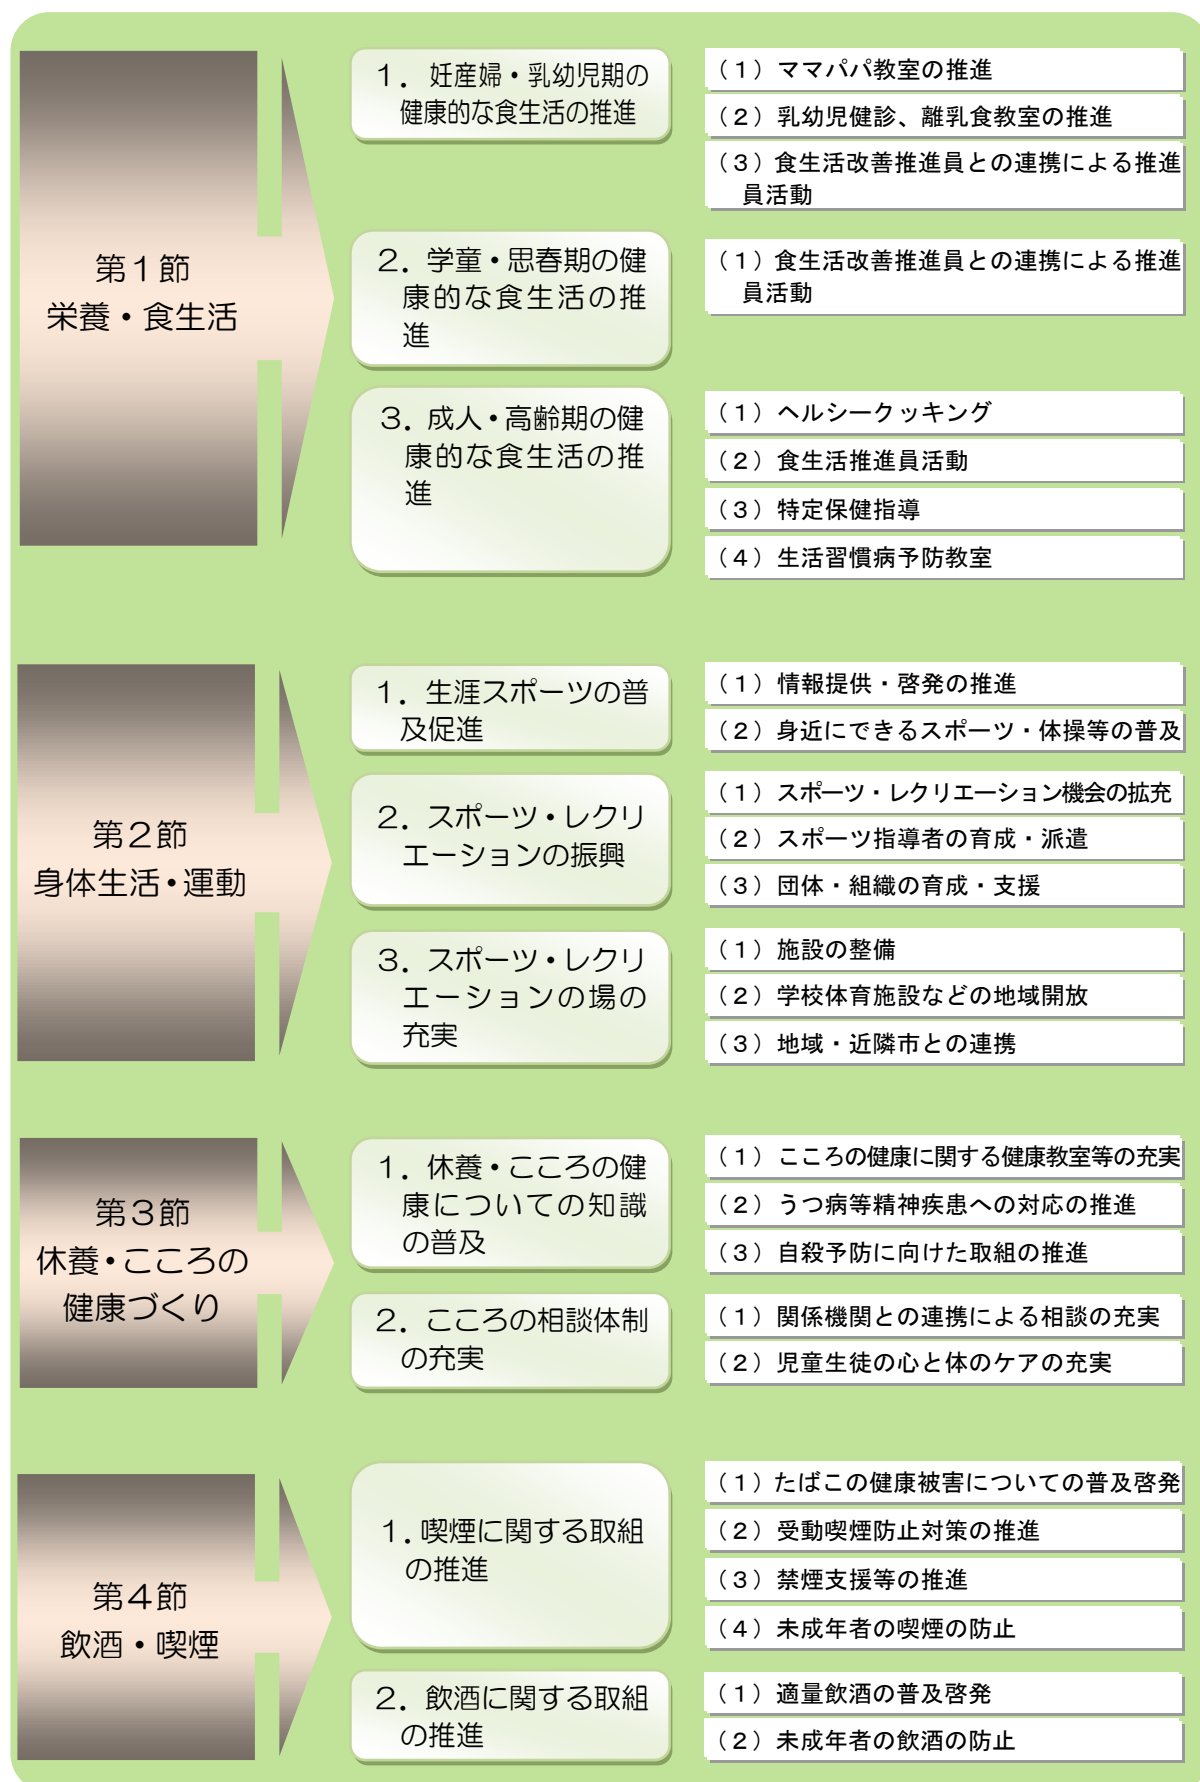 第1節
栄養・食生活
1．妊産婦・乳幼児期の
健康的な食生活の推進
（1）ママパパ教室の推進
（2）乳幼児健診、離乳食教室の推進
（3）食生活改善推進員との連携による推進
員活動
2．学童・思春期の健
康的な食生活の推
進
（1）食生活改善推進員との連携による推進
員活動
3．成人・高齢期の健
康的な食生活の推
進
（1）ヘルシークッキング
（2）食生活推進員活動
（3）特定保健指導
（4）生活習慣病予防教室
第2節
身体生活・運動
1．生涯スポーツの普
及促進
（1）情報提供・啓発の推進
（2）身近にできるスポーツ・体操等の普及
2．スポーツ・レクリ
エーションの振興
（1）スポーツ・レクリエーション機会の拡充
（2）スポーツ指導者の育成・派遣
（3）団体・組織の育成・支援
3．スポーツ・レクリ
エーションの場の
充実
（1）施設の整備
（2）学校体育施設などの地域開放
（3）地域・近隣市との連携
第3節
休養・こころの
健康づくり
1．休養・こころの健
康についての知識
の普及
（1）こころの健康に関する健康教室等の充実
（2）うつ病等精神疾患への対応の推進
（3）自殺予防に向けた取組の推進
2．こころの相談体制
の充実
（1）関係機関との連携による相談の充実
（2）児童生徒の心と体のケアの充実
第4節
飲酒・喫煙
1．喫煙に関する取組
の推進
（1）たばこの健康被害についての普及啓発
（2）受動喫煙防止対策の推進
（3）禁煙支援等の推進
（4）未成年者の喫煙の防止
2．飲酒に関する取組
の推進
（1）適量飲酒の普及啓発
（2）未成年者の飲酒の防止